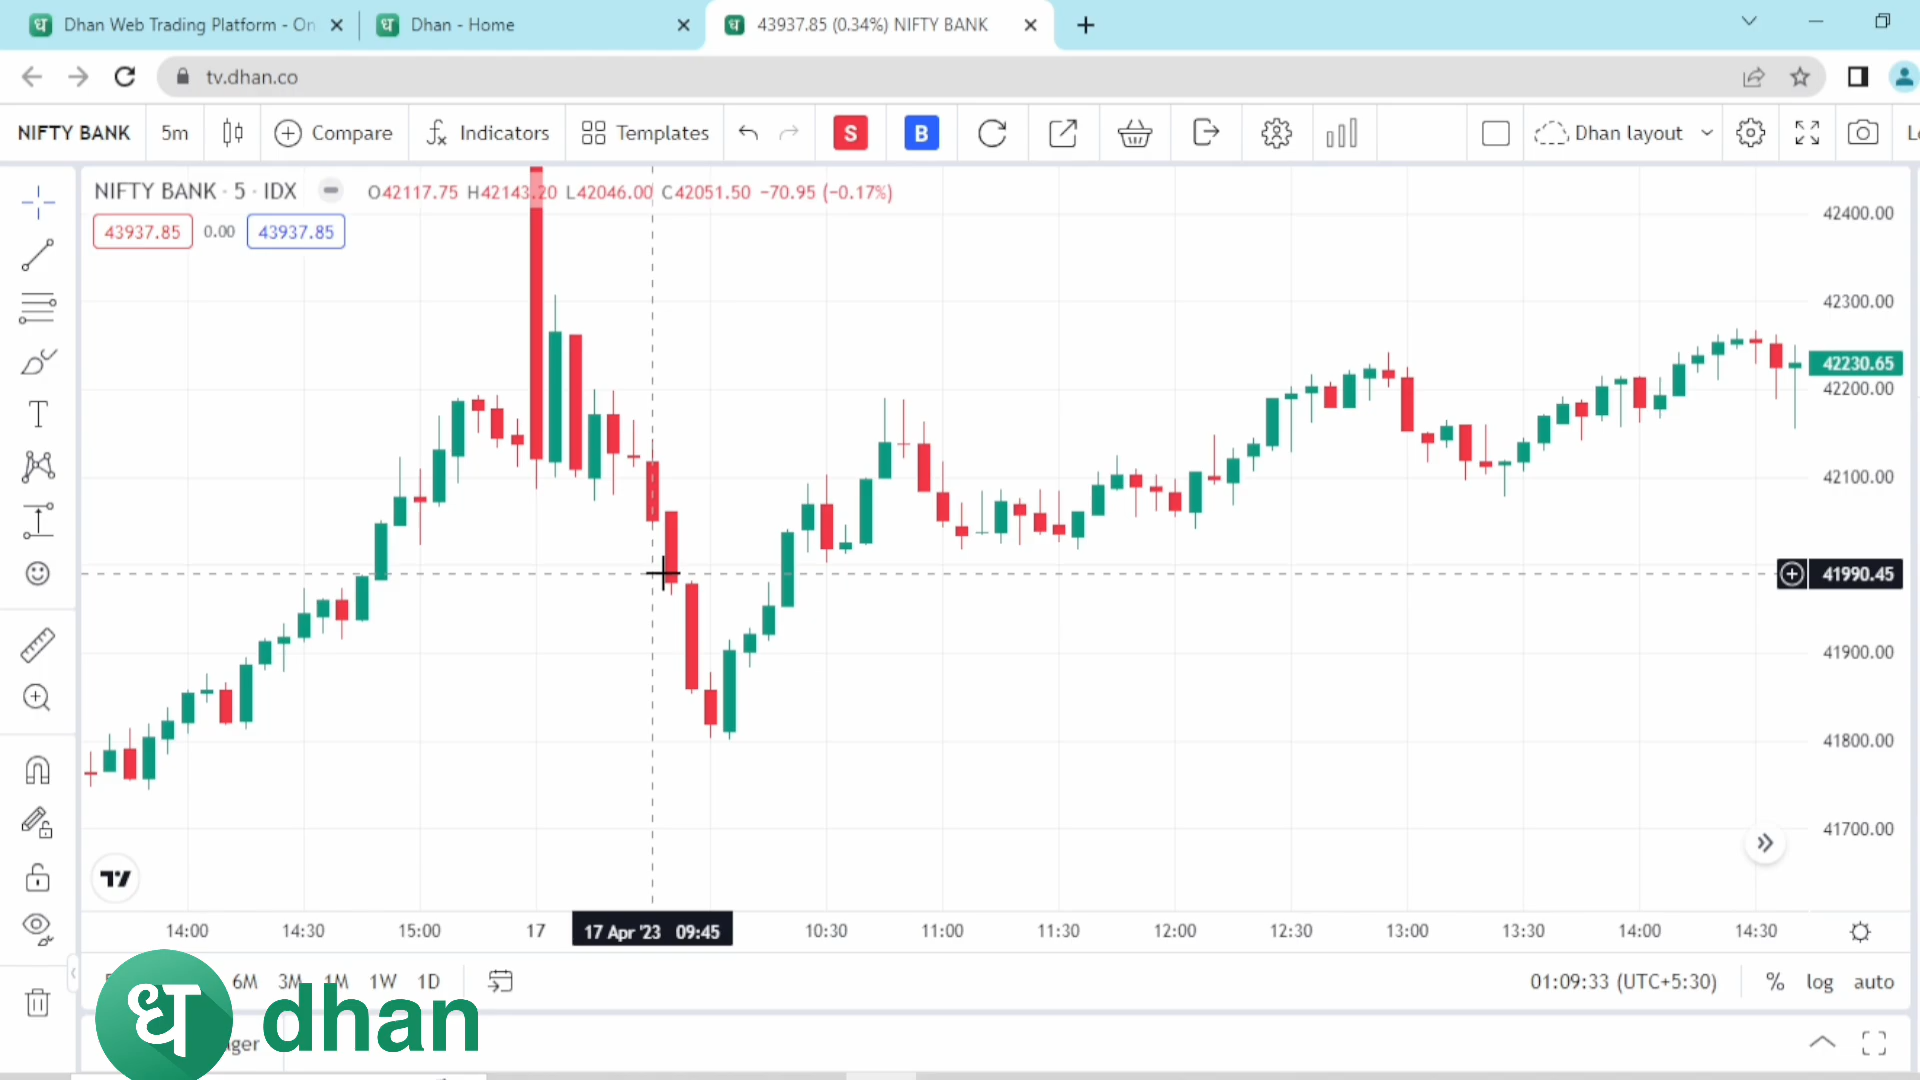 ध Dhan Web Trading Platform - On
ध Dhan - Home
ध 43937.85 (0.34%) NIFTY BANK
tv.dhan.co
NIFTY BANK 5m Compare Indicators Templates S B Dhan layout
NIFTY BANK · 5 · IDX O42117.75 H42143.20 L42046.00 C42051.50 −70.95 (−0.17%)
43937.85 0.00 43937.85
42400.00
42300.00
42230.65
42200.00
42100.00
41990.45
41900.00
41800.00
41700.00
14:00 14:30 15:00 17 17 Apr '23 09:45 10:30 11:00 11:30 12:00 12:30 13:00 13:30 14:00 14:30
6M 3M 1M 1W 1D 01:09:33 (UTC+5:30) % log auto
ध dhan